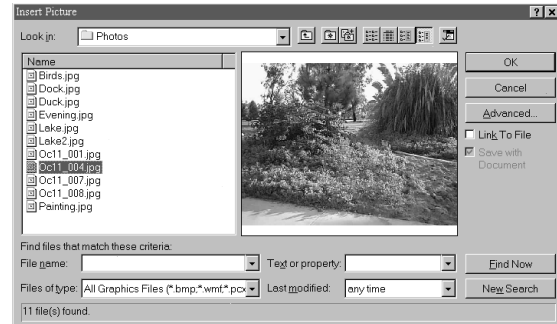 Insert Picture
Look in: Photos
Name
Birds.jpg
Dock.jpg
Duck.jpg
Evening.jpg
Lake.jpg
Lake2.jpg
Oc11_001.jpg
Oc11_004.jpg
Oc11_007.jpg
Oc11_008.jpg
Painting.jpg
OK
Cancel
Advanced...
Link To File
Save with
Document
Find files that match these criteria:
File name: Text or property: Find Now
Files of type: All Graphics Files (*.bmp;*.wmf;*.pcx Last modified: any time New Search
11 file(s) found.